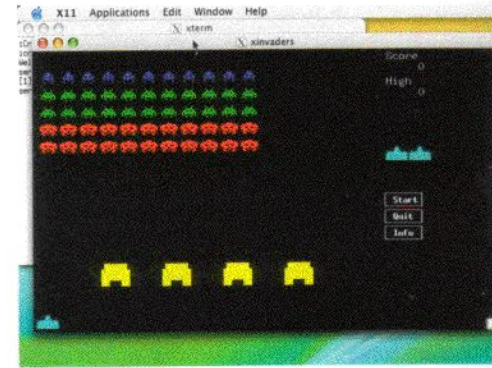 X11 Applications Edit Window Help
X xterm
X xinvaders
Score
0
High
0
Start
Quit
Info